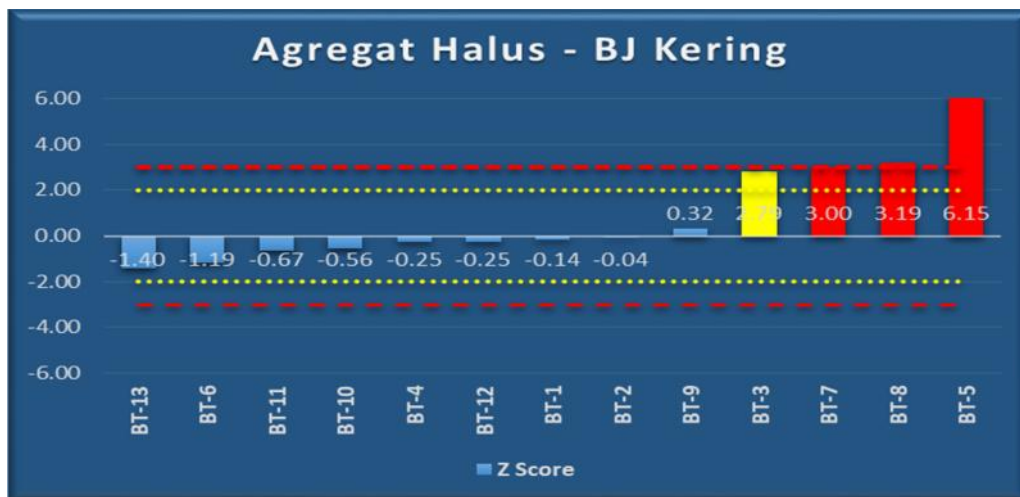 Agregat Halus - BJ Kering
6.00
4.00
2.00
0.00
-2.00
-4.00
-6.00
-1.40 -1.19 -0.67 -0.56 -0.25 -0.25 -0.14 -0.04 0.32 2.79 3.00 3.19 6.15
BT-13 BT-6 BT-11 BT-10 BT-4 BT-12 BT-1 BT-2 BT-9 BT-3 BT-7 BT-8 BT-5
Z Score